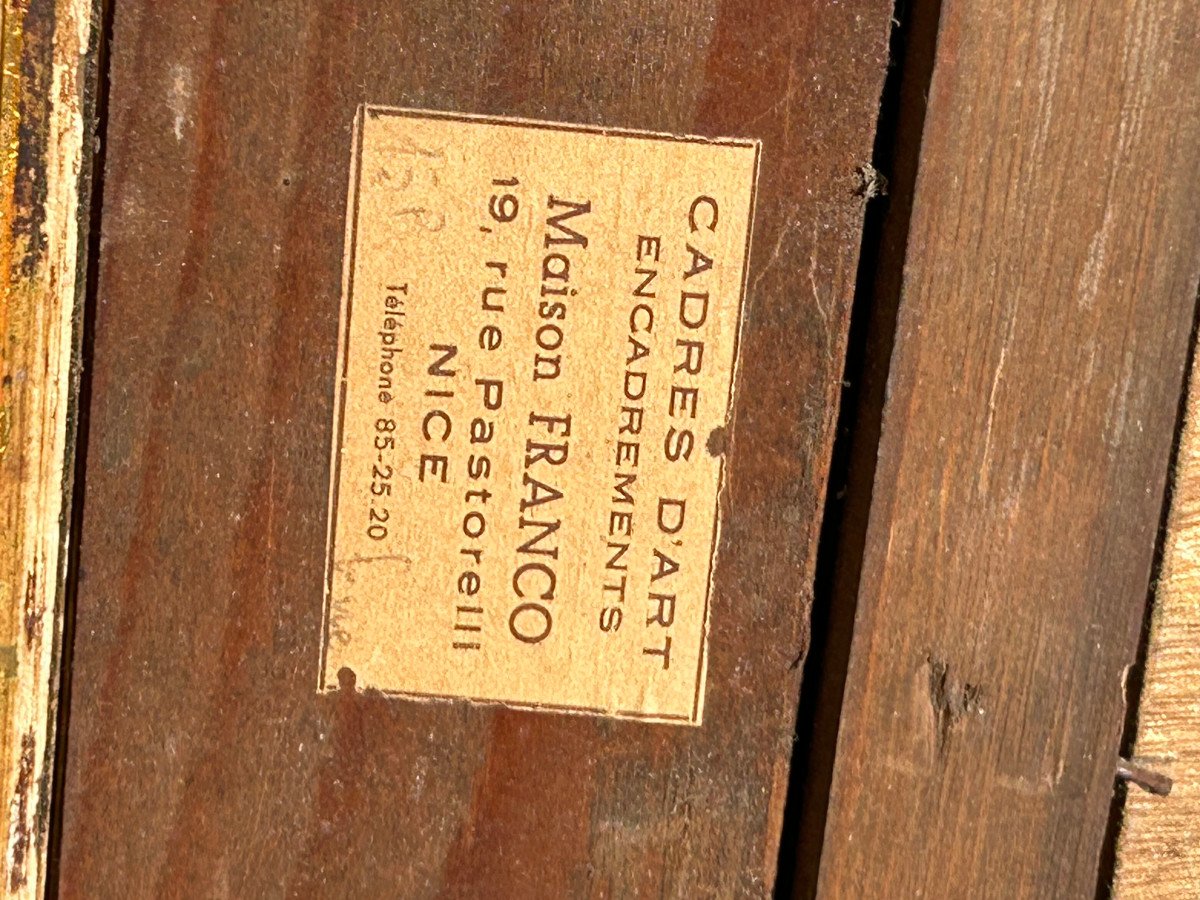 CADRES D'ART
ENCADREMENTS
Maison FRANCO
19, rue Pastorelli
NICE
Téléphone 85-25.20